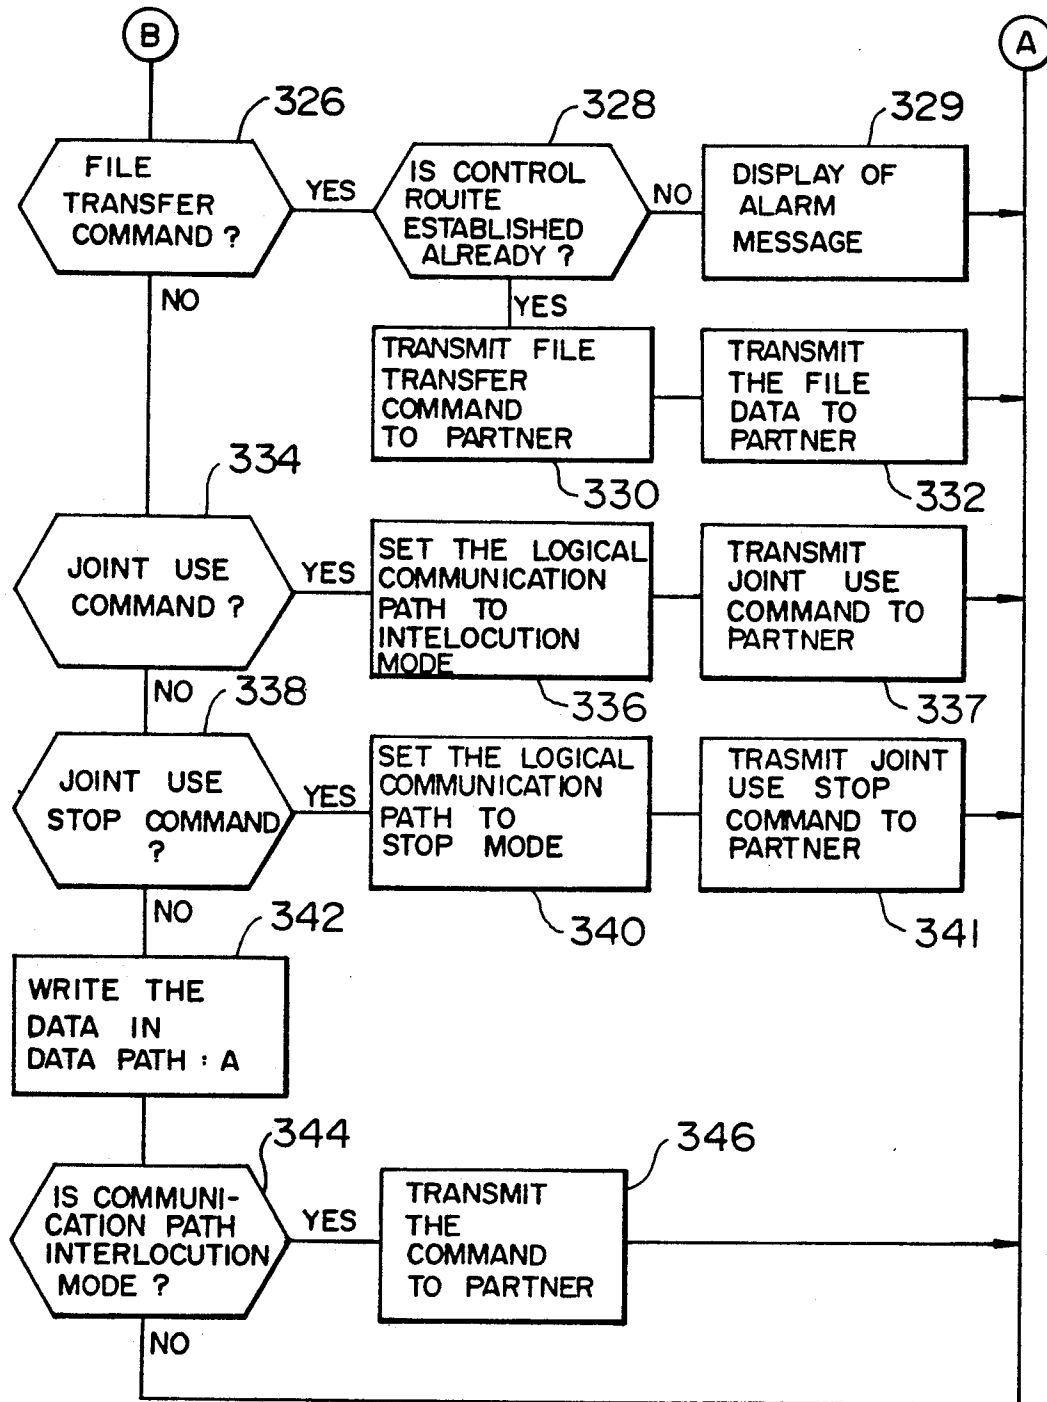 B
A
326
FILE
TRANSFER
COMMAND ?
YES
NO
328
IS CONTROL
ROUITE
ESTABLISHED
ALREADY ?
NO
YES
329
DISPLAY OF
ALARM
MESSAGE
TRANSMIT FILE
TRANSFER
COMMAND
TO PARTNER
330
TRANSMIT
THE FILE
DATA TO
PARTNER
332
334
JOINT USE
COMMAND ?
YES
NO
SET THE LOGICAL
COMMUNICATION
PATH TO
INTELOCUTION
MODE
336
TRANSMIT
JOINT USE
COMMAND TO
PARTNER
337
338
JOINT USE
STOP COMMAND
?
YES
NO
SET THE LOGICAL
COMMUNICATION
PATH TO
STOP MODE
340
TRASMIT JOINT
USE STOP
COMMAND TO
PARTNER
341
342
WRITE THE
DATA IN
DATA PATH : A
344
IS COMMUNI-
CATION PATH
INTERLOCUTION
MODE ?
YES
NO
346
TRANSMIT
THE
COMMAND
TO PARTNER